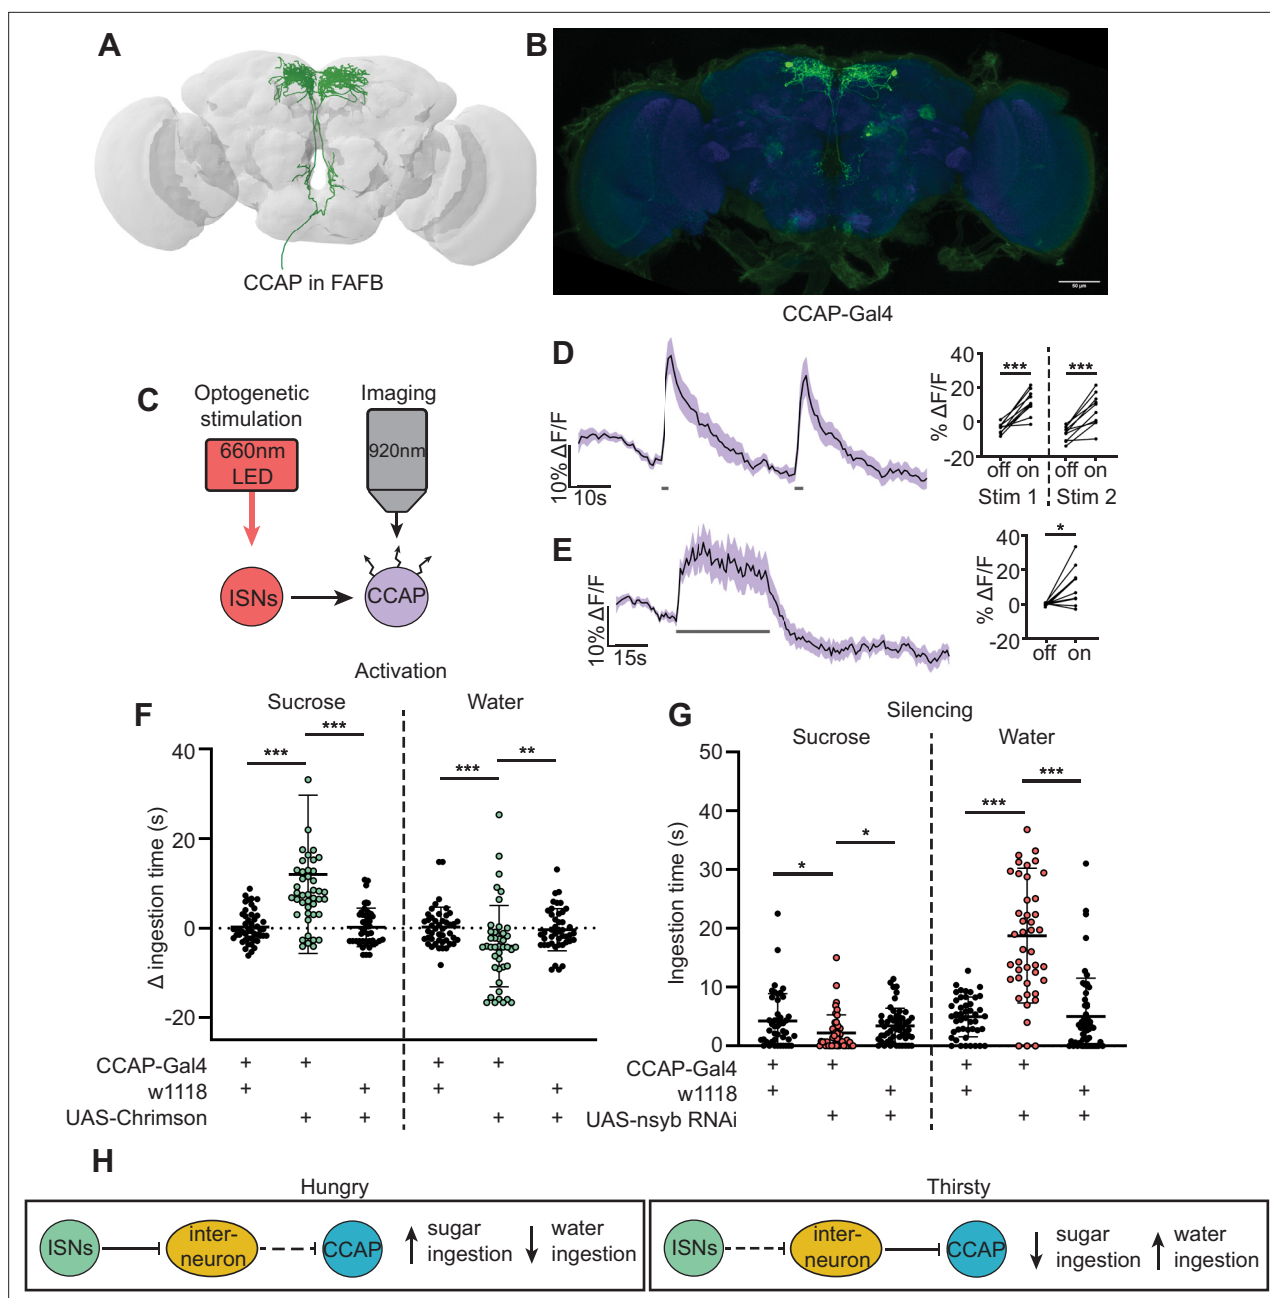 A
B
CCAP in FAFB
50 µm
CCAP-Gal4
C
Optogenetic
stimulation
Imaging
660nm
LED
920nm
ISNs
CCAP
D
10% ΔF/F
10s
% ΔF/F
40
20
0
-20
***
***
off on
off on
Stim 1
Stim 2
E
10% ΔF/F
15s
% ΔF/F
40
20
0
-20
*
off on
Activation
F
Sucrose
Water
***
***
***
**
Δ ingestion time (s)
40
20
0
-20
CCAP-Gal4 + + + +
w1118 + + + +
UAS-Chrimson + + + +
G
Silencing
Sucrose
Water
*
*
***
***
Ingestion time (s)
50
40
30
20
10
0
CCAP-Gal4 + + + +
w1118 + + + +
UAS-nsyb RNAi + + + +
H
Hungry
ISNs
inter-
neuron
CCAP
sugar
ingestion
water
ingestion
Thirsty
ISNs
inter-
neuron
CCAP
sugar
ingestion
water
ingestion